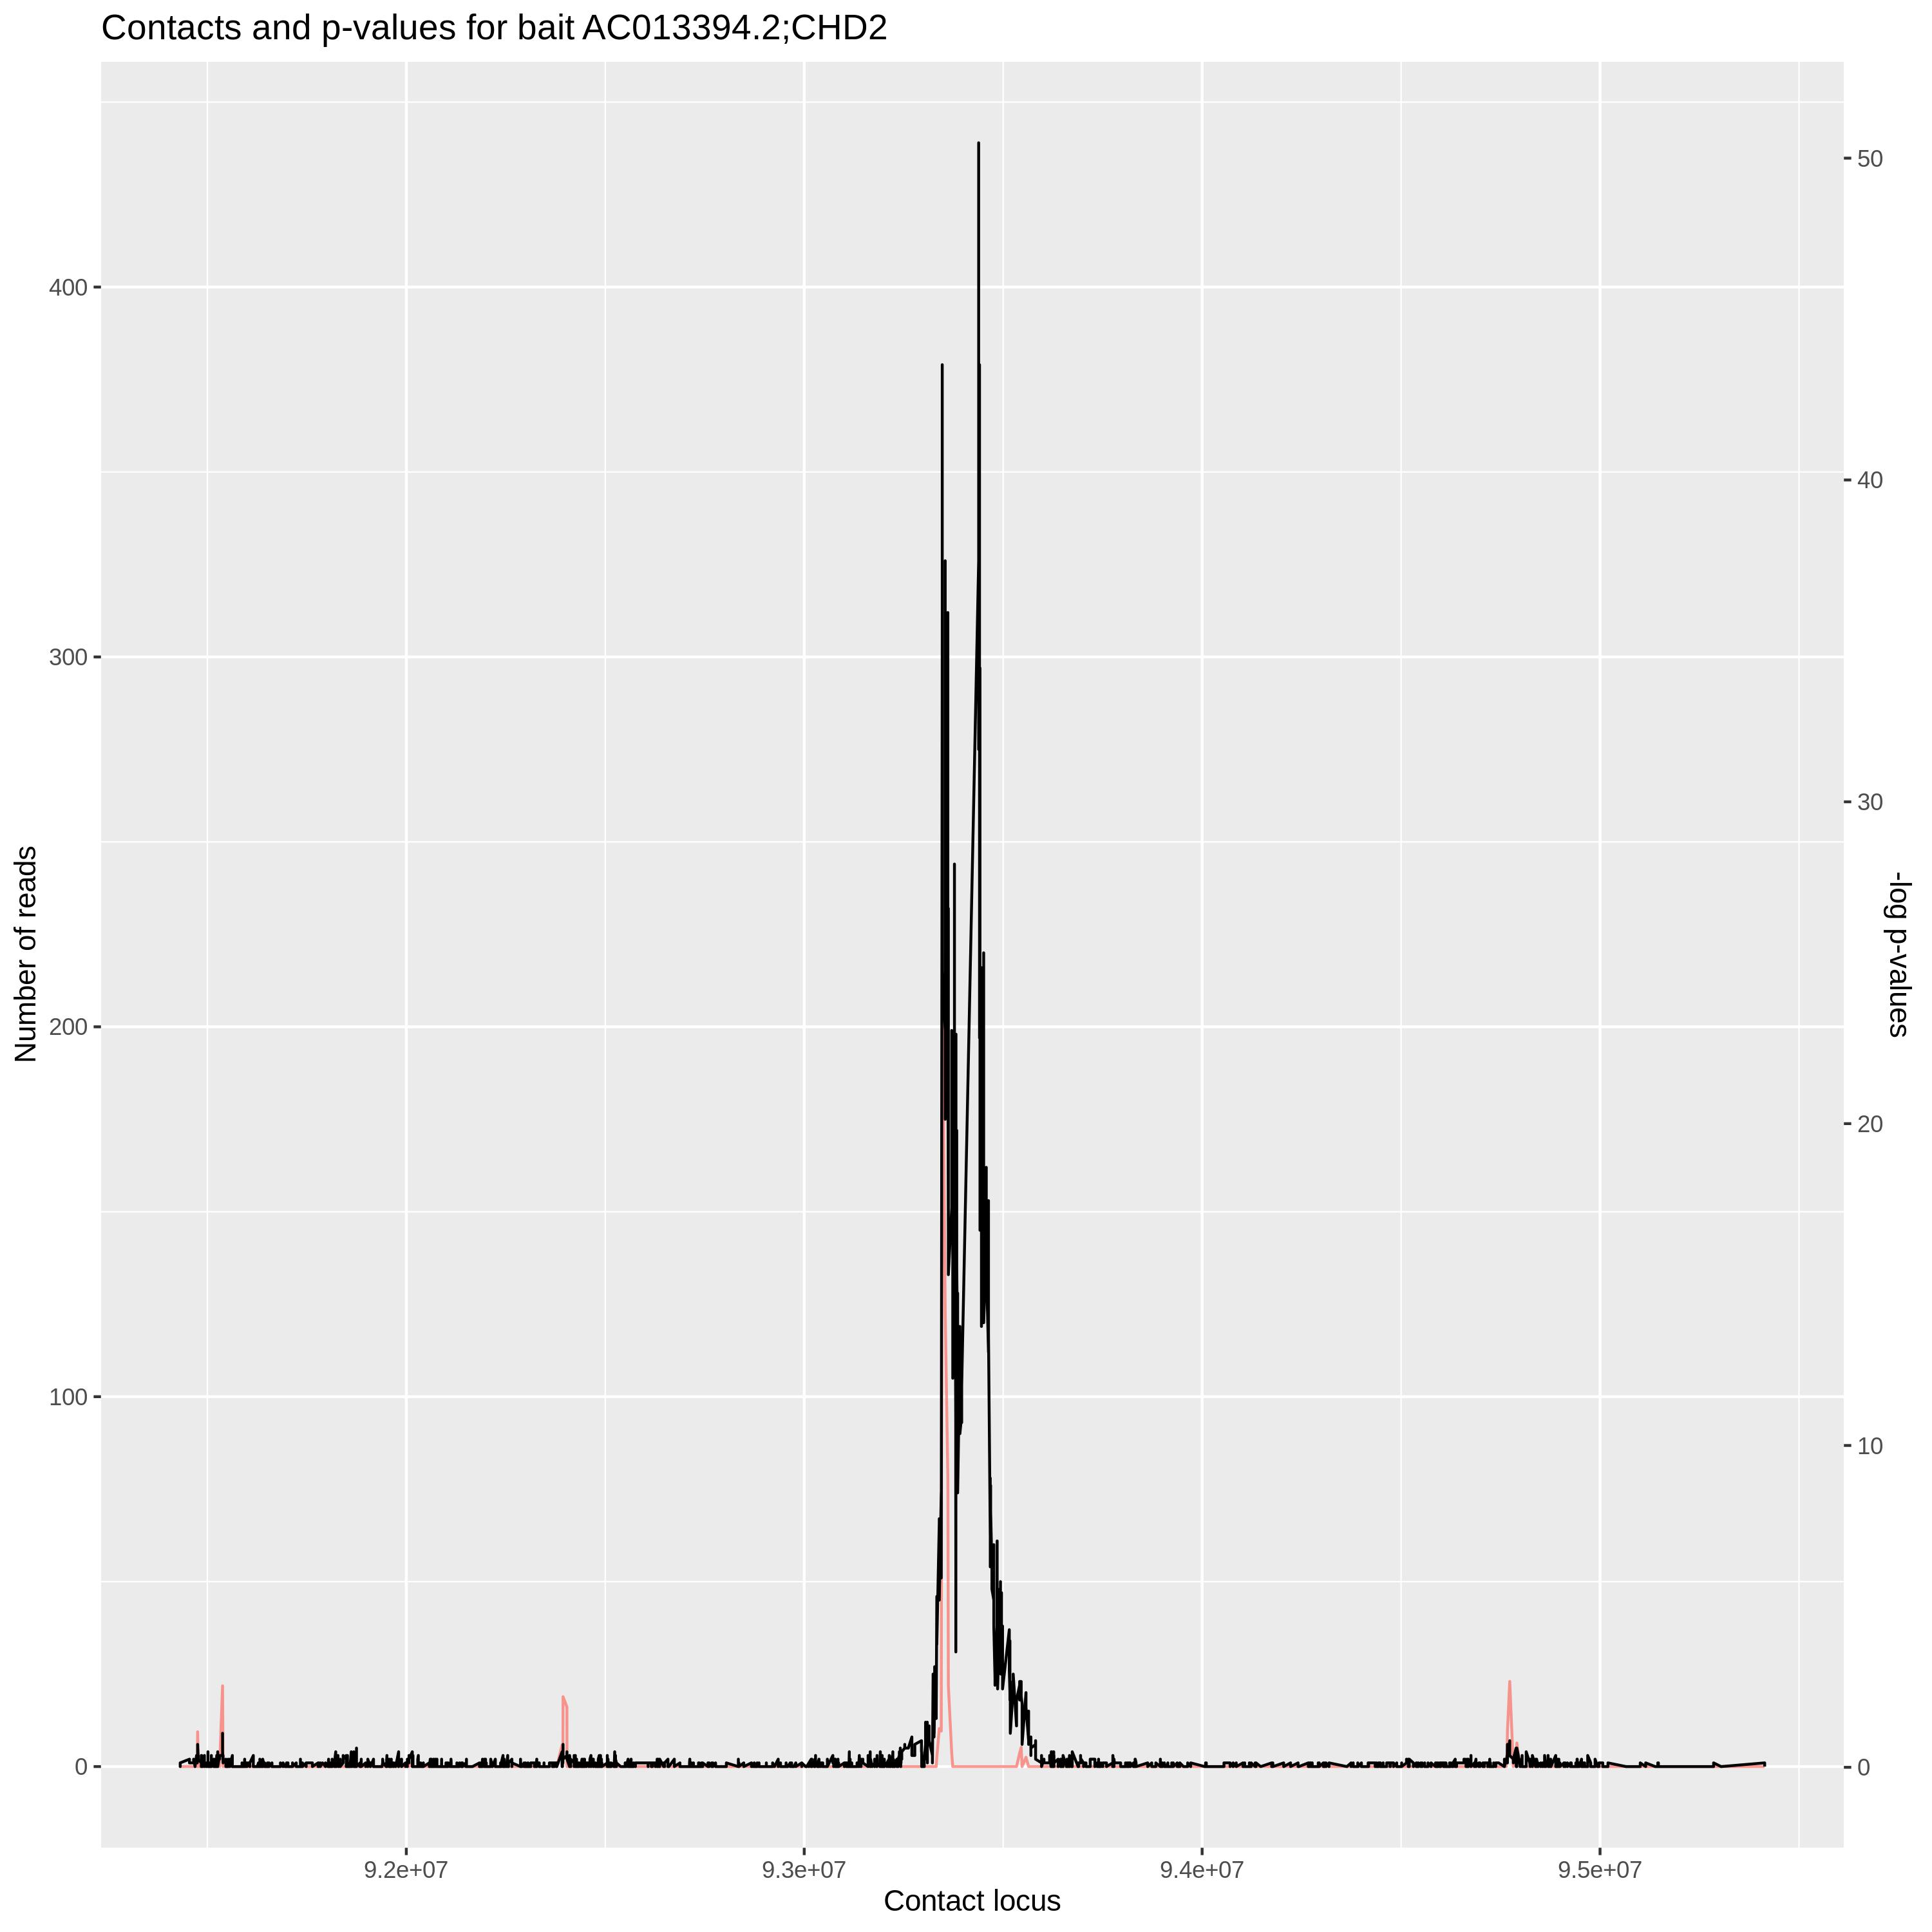 Contacts and p-values for bait AC013394.2;CHD2
Number of reads
400
300
200
100
0
50
40
30
20
10
0
-log p-values
9.2e+07 9.3e+07 9.4e+07 9.5e+07
Contact locus